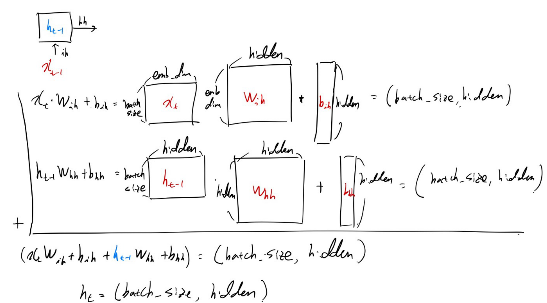 h_{t-1} hh
ih
x_{t-1}
emb_dim hidden
x_t · W_{ih} + b_{ih} = batch size x_t emb dim W_{ih} + b_{ih} hidden = (batch_size, hidden)
hidden hidden
h_{t-1} W_{hh} + b_{hh} = batch size h_{t-1} hidden W_{hh} + b_{hh} hidden = (batch_size, hidden)
+
(x_t W_{ih} + b_{ih} + h_{t-1} W_{hh} + b_{hh}) = (batch_size, hidden)
h_t = (batch_size, hidden)